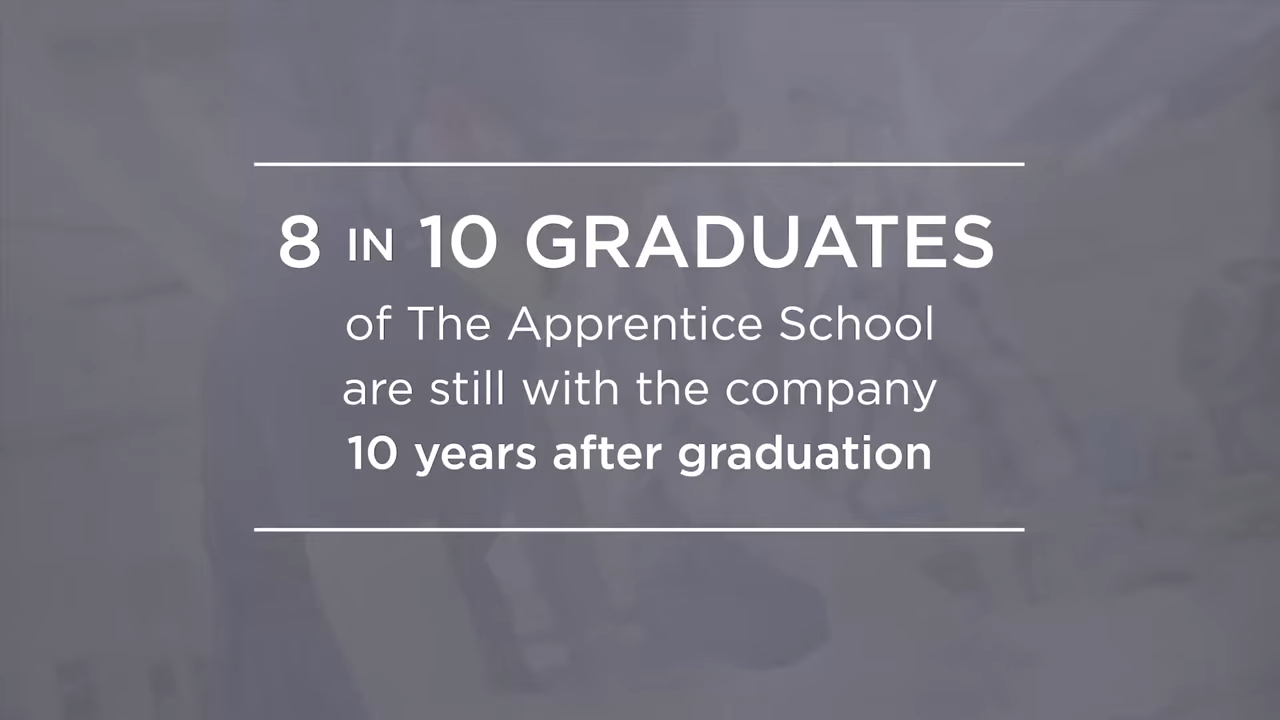 8 IN 10 GRADUATES
of The Apprentice School
are still with the company
10 years after graduation